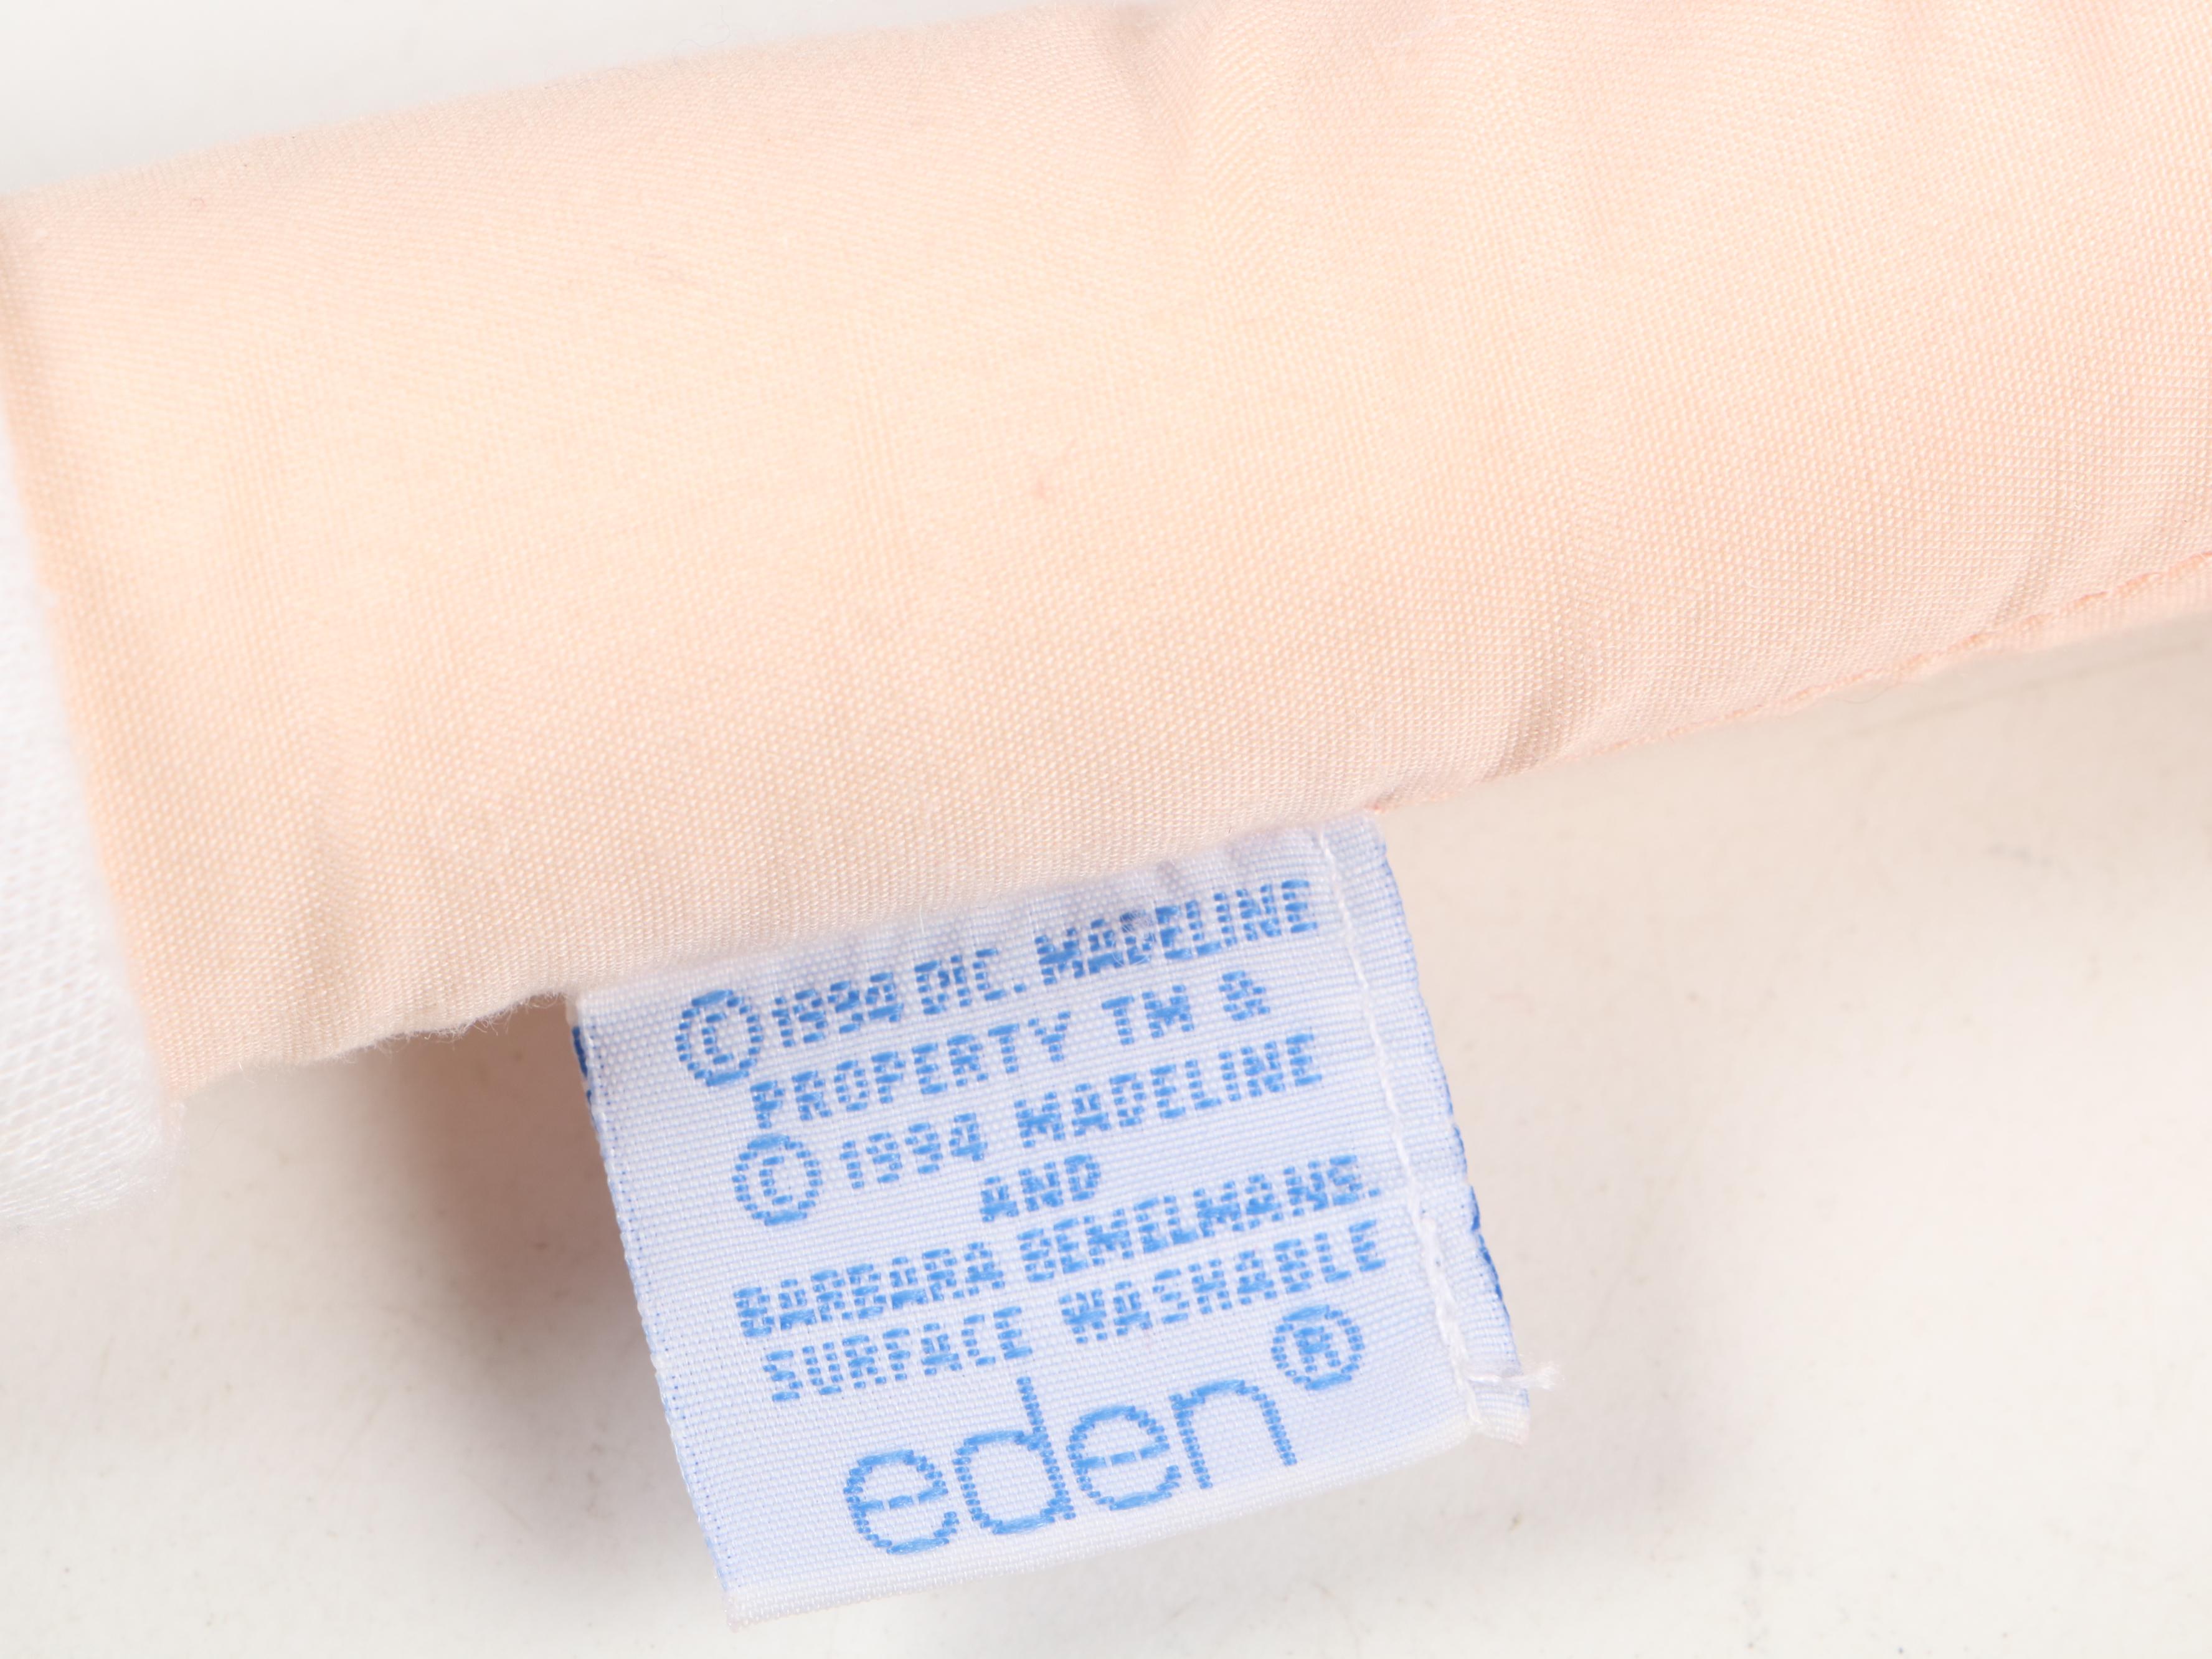 ©1994 DIC. MADELINE
PROPERTY TM &
© 1994 MADELINE
AND
BARBARA BEMELMANS.
SURFACE WASHABLE
eden®